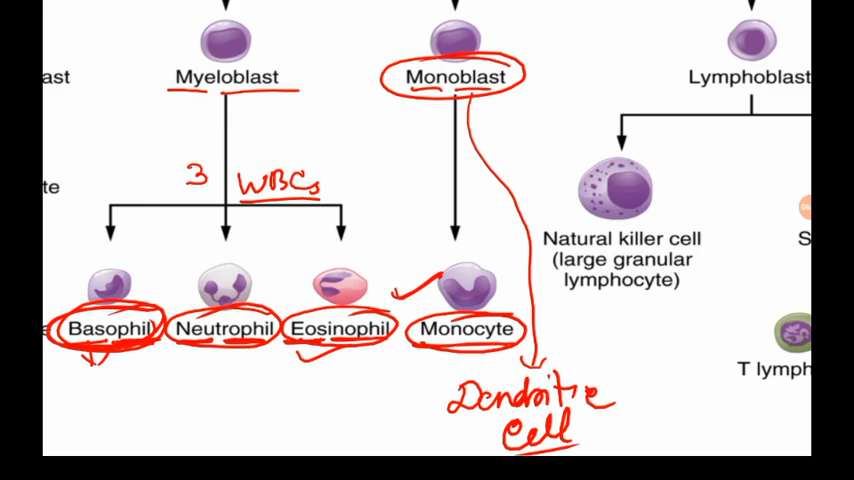 ast
Myeloblast
Monoblast
Lymphoblast
te
3 WBCs
Natural killer cell
(large granular
lymphocyte)
S
Basophil
Neutrophil
Eosinophil
Monocyte
T lymph
Dendritic
Cell